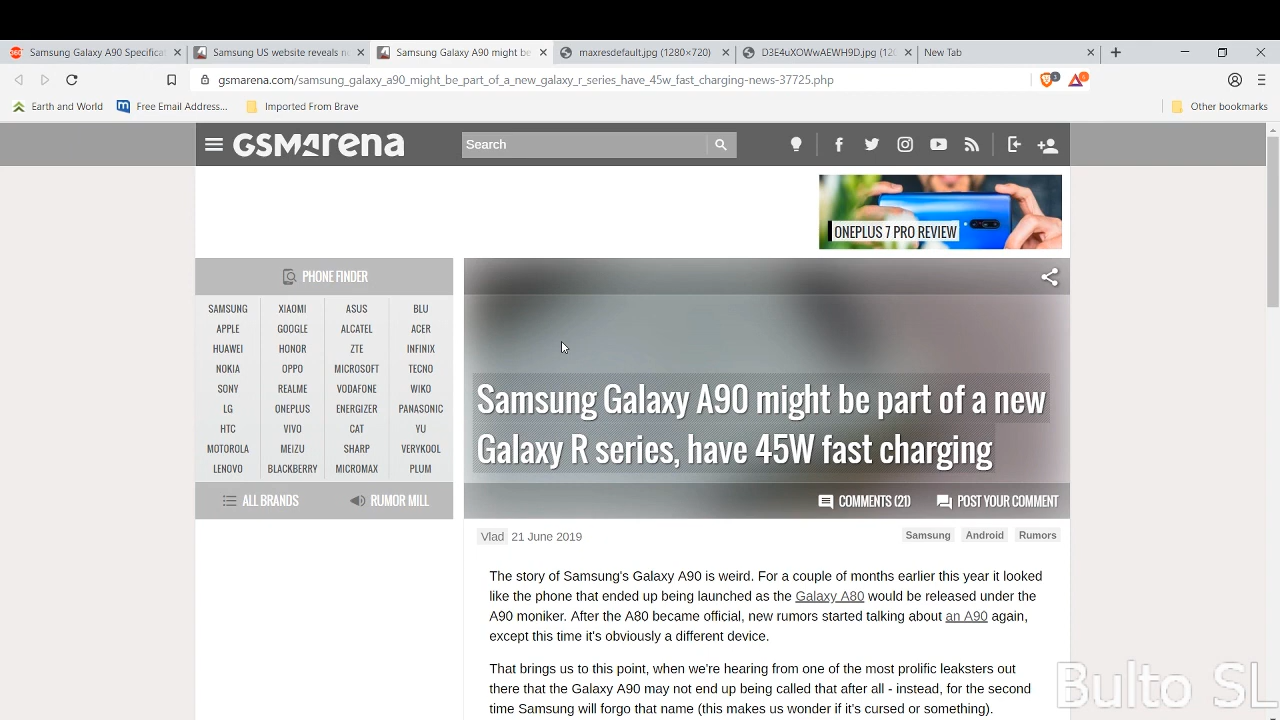 Samsung Galaxy A90 Specificat
Samsung US website reveals n
Samsung Galaxy A90 might be
maxresdefault.jpg (1280×720)
D3E4uXOWwAEWH9D.jpg (12
New Tab
gsmarena.com/samsung_galaxy_a90_might_be_part_of_a_new_galaxy_r_series_have_45w_fast_charging-news-37725.php
Earth and World
Free Email Address...
Imported From Brave
Other bookmarks
GSMArena
Search
ONEPLUS 7 PRO REVIEW
PHONE FINDER
SAMSUNG XIAOMI ASUS BLU
APPLE GOOGLE ALCATEL ACER
HUAWEI HONOR ZTE INFINIX
NOKIA OPPO MICROSOFT TECNO
SONY REALME VODAFONE WIKO
LG ONEPLUS ENERGIZER PANASONIC
HTC VIVO CAT YU
MOTOROLA MEIZU SHARP VERYKOOL
LENOVO BLACKBERRY MICROMAX PLUM
ALL BRANDS RUMOR MILL
Samsung Galaxy A90 might be part of a new
Galaxy R series, have 45W fast charging
COMMENTS (21) POST YOUR COMMENT
Vlad 21 June 2019 Samsung Android Rumors
The story of Samsung's Galaxy A90 is weird. For a couple of months earlier this year it looked
like the phone that ended up being launched as the Galaxy A80 would be released under the
A90 moniker. After the A80 became official, new rumors started talking about an A90 again,
except this time it's obviously a different device.
That brings us to this point, when we're hearing from one of the most prolific leaksters out
there that the Galaxy A90 may not end up being called that after all - instead, for the second
time Samsung will forgo that name (this makes us wonder if it's cursed or something).
Bulto SL